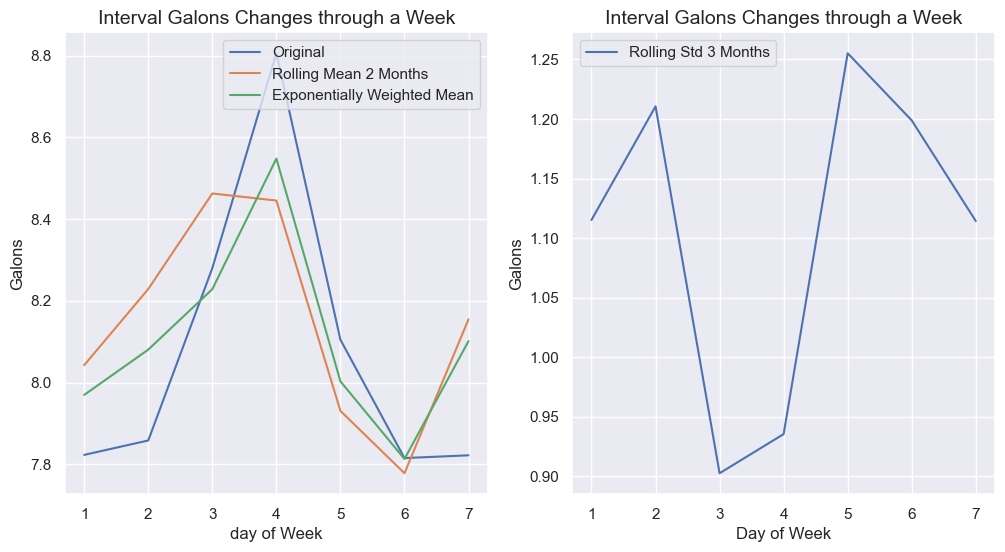 Interval Galons Changes through a Week
Original
Rolling Mean 2 Months
Exponentially Weighted Mean
8.8
8.6
8.4
8.2
8.0
7.8
Galons
1 2 3 4 5 6 7
day of Week
Interval Galons Changes through a Week
Rolling Std 3 Months
1.25
1.20
1.15
1.10
1.05
1.00
0.95
0.90
Galons
1 2 3 4 5 6 7
Day of Week